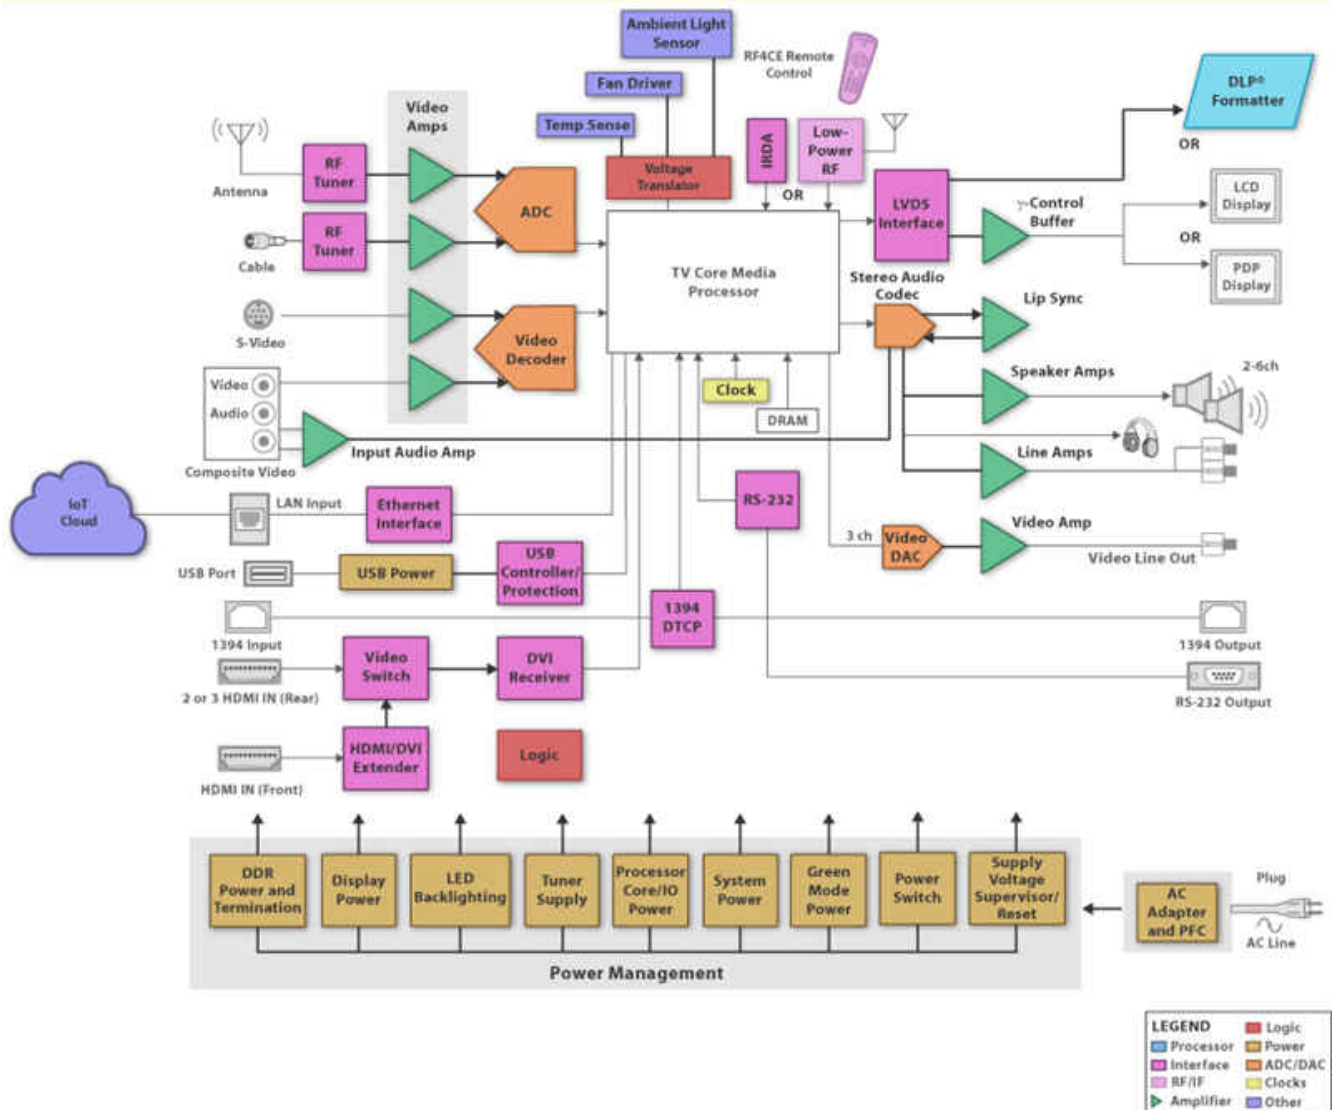 Ambient Light
Sensor
RF4CE Remote
Control
DLP®
Formatter
Fan Driver
Video
Amps
Temp Sense
IRDA
Low-
Power
RF
OR
RF
Tuner
Antenna
Voltage
Translator
OR
ADC
LVDS
Interface
γ-Control
Buffer
LCD
Display
RF
Tuner
Cable
OR
TV Core Media
Processor
PDP
Display
Stereo Audio
Codec
Lip Sync
S-Video
Video
Decoder
Speaker Amps
2-6ch
Video
Audio
Clock
DRAM
Composite Video
Input Audio Amp
Line Amps
IoT
Cloud
LAN Input
Ethernet
Interface
RS-232
3 ch
Video
DAC
Video Amp
Video Line Out
USB Port
USB Power
USB
Controller/
Protection
1394
DTCP
1394 Input
1394 Output
Video
Switch
DVI
Receiver
2 or 3 HDMI IN (Rear)
RS-232 Output
HDMI/DVI
Extender
Logic
HDMI IN (Front)
DDR
Power and
Termination
Display
Power
LED
Backlighting
Tuner
Supply
Processor
Core/IO
Power
System
Power
Green
Mode
Power
Power
Switch
Supply
Voltage
Supervisor/
Reset
AC
Adapter
and PFC
Plug
AC Line
Power Management
LEGEND
Processor
Interface
RF/IF
Amplifier
Logic
Power
ADC/DAC
Clocks
Other